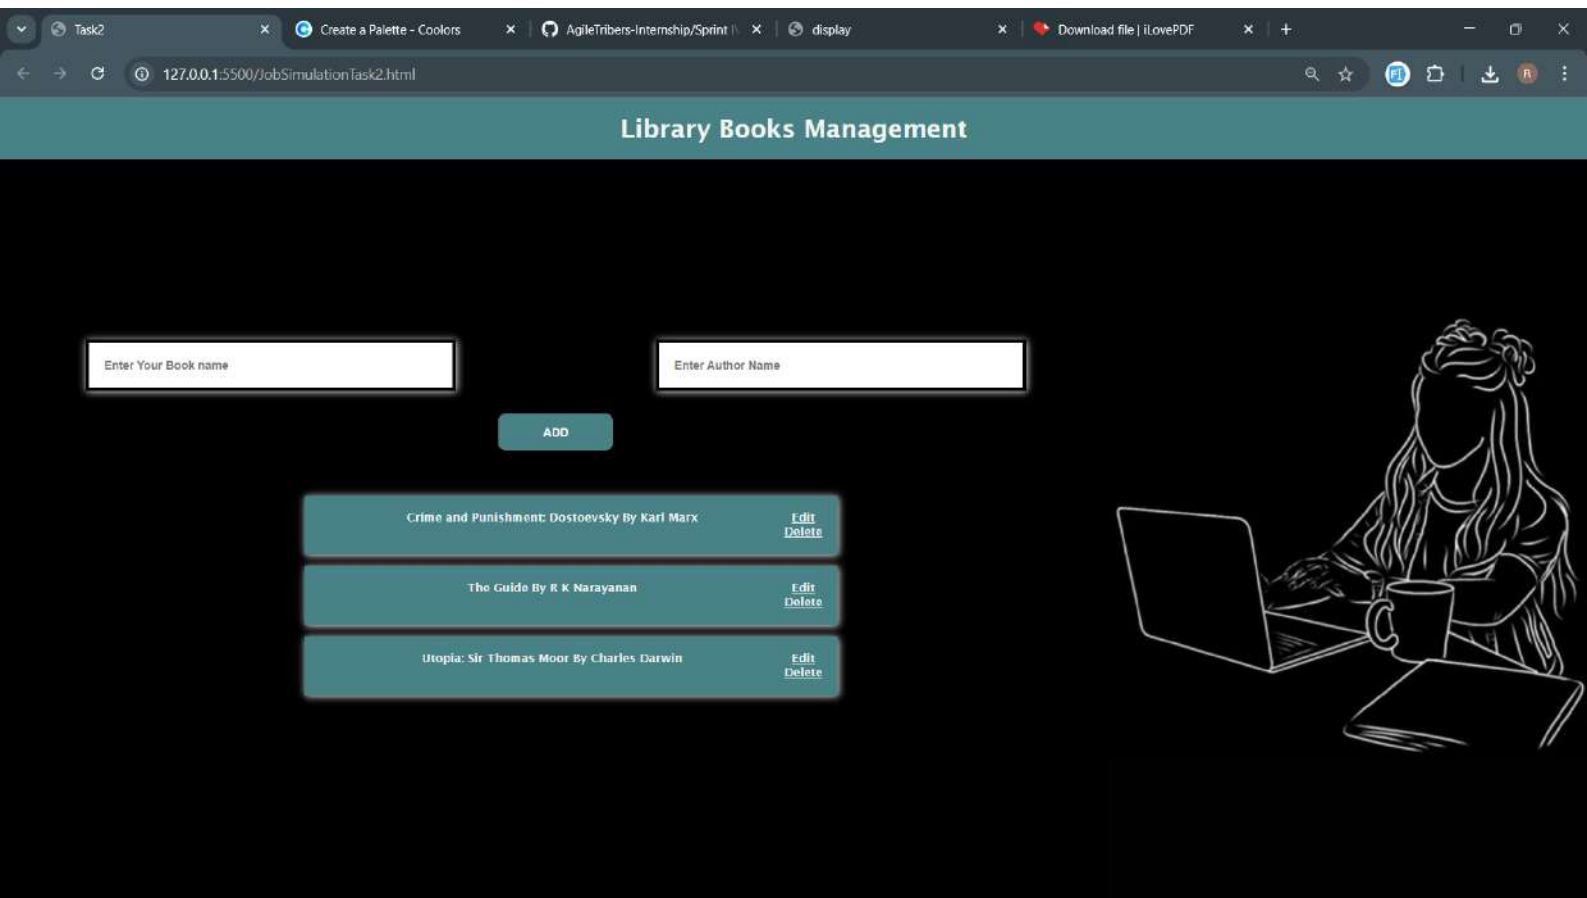 Task2
Create a Palette - Coolors
AgileTribers-Internship/Sprint
display
Download file | iLovePDF
127.0.0.1:5500/JobSimulationTask2.html
R
Library Books Management
Enter Your Book name
Enter Author Name
ADD
Crime and Punishment: Dostoevsky By Karl Marx
Edit
Delete
The Guide By R K Narayanan
Edit
Delete
Utopia: Sir Thomas Moor By Charles Darwin
Edit
Delete